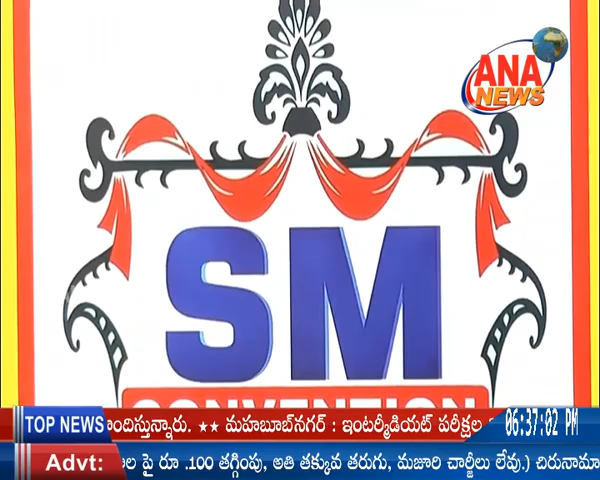 ANA
NEWS
SM
CONVENTION
TOP NEWS
ందిస్తున్నారు. ★★ మహబూబ్‌నగర్ : ఇంటర్మీడియట్ పరీక్షల
06:37:02 PM
Advt:
ల పై రూ .100 తగ్గింపు, అతి తక్కువ తరుగు, మజూరి చార్జీలు లేవు.) చిరునామా